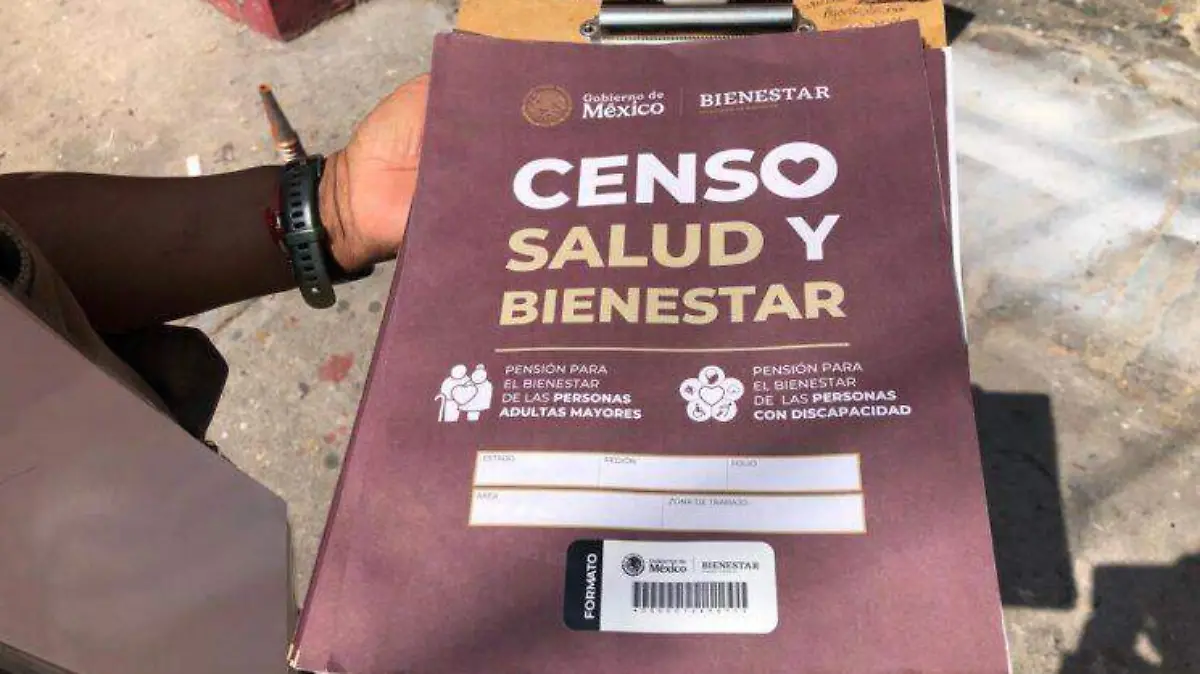 Gobierno de
México
BIENESTAR
CENSO
SALUD Y
BIENESTAR
PENSIÓN PARA
EL BIENESTAR
DE LAS PERSONAS
ADULTAS MAYORES
PENSIÓN PARA
EL BIENESTAR
DE LAS PERSONAS
CON DISCAPACIDAD
ESTADO
REGIÓN
FOLIO
ÁREA
ZONA DE TRABAJO
FORMATO
Gobierno de
México
BIENESTAR